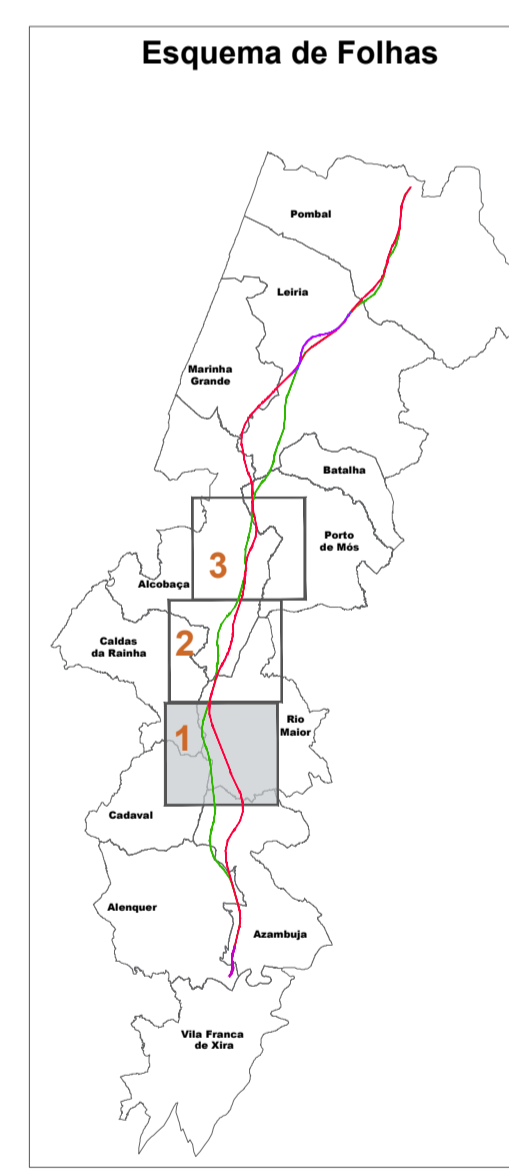 Esquema de Folhas
Pombal
Leiria
Marinha
Grande
Batalha
Porto
de Mós
3
Alcobaça
2
Caldas
da Rainha
1
Rio
Maior
Cadaval
Alenquer
Azambuja
Vila Franca
de Xira